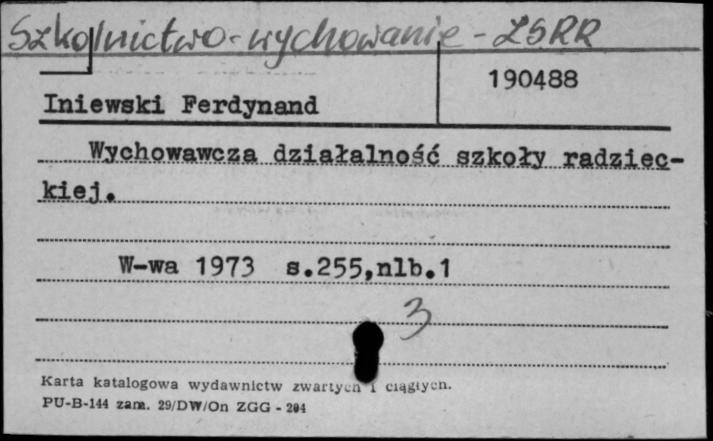 Szkolnictwo-wychowanie - ZSRR
190488
Iniewski Ferdynand
Wychowawcza działalność szkoły radziec-
kiej.
W-wa 1973 s.255,nlb.1
3
Karta katalogowa wydawnictw zwartych i ciągłych.
PU-B-144 zam. 29/DW/On ZGG - 204